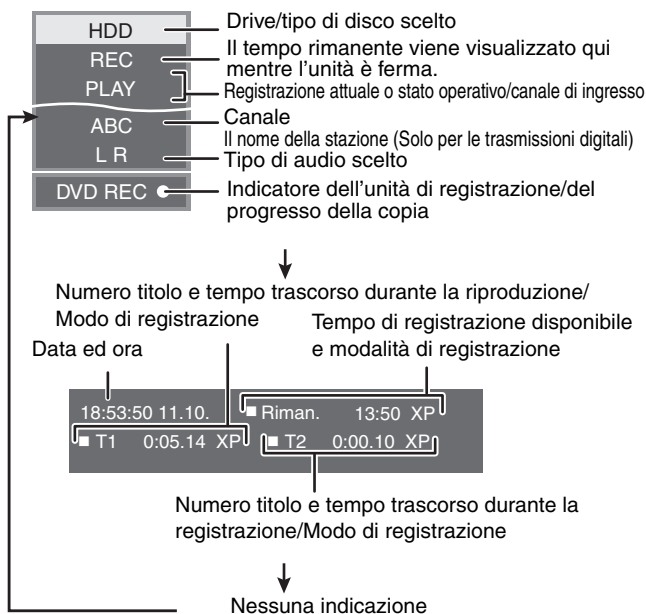 HDD
Drive/tipo di disco scelto
REC
Il tempo rimanente viene visualizzato qui
mentre l'unità è ferma.
PLAY
Registrazione attuale o stato operativo/canale di ingresso
ABC
Canale
Il nome della stazione (Solo per le trasmissioni digitali)
L R
Tipo di audio scelto
DVD REC
Indicatore dell'unità di registrazione/del
progresso della copia
Numero titolo e tempo trascorso durante la riproduzione/
Modo di registrazione
Tempo di registrazione disponibile
e modalità di registrazione
Data ed ora
18:53:50 11.10.
Riman. 13:50 XP
T1 0:05.14 XP
T2 0:00.10 XP
Numero titolo e tempo trascorso durante la
registrazione/Modo di registrazione
Nessuna indicazione